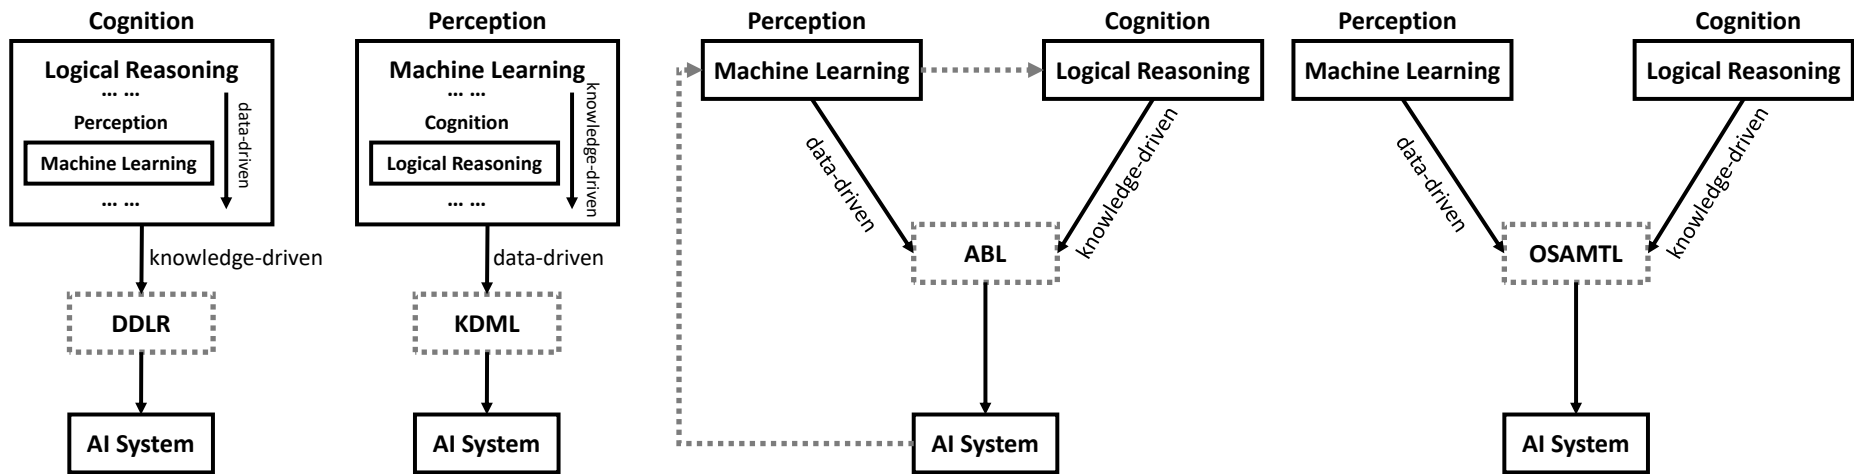 Cognition
Logical Reasoning
... ...
Perception
Machine Learning
... ...
data-driven
knowledge-driven
DDLR
AI System
Perception
Machine Learning
... ...
Cognition
Logical Reasoning
... ...
knowledge-driven
data-driven
KDML
AI System
Perception
Machine Learning
Cognition
Logical Reasoning
data-driven
knowledge-driven
ABL
AI System
Perception
Machine Learning
Cognition
Logical Reasoning
data-driven
knowledge-driven
OSAMTL
AI System